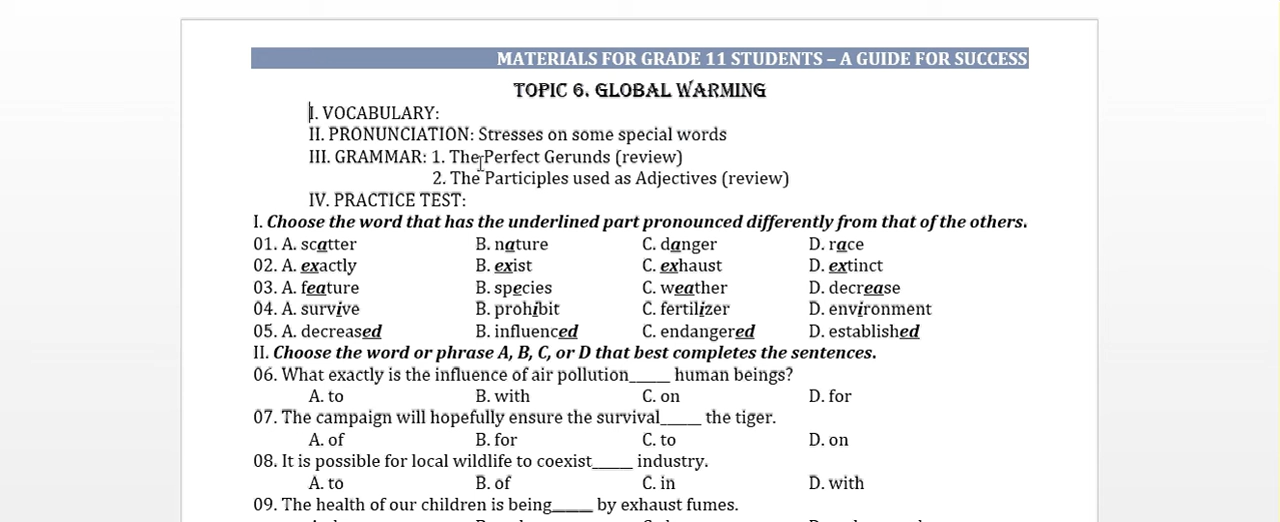 MATERIALS FOR GRADE 11 STUDENTS – A GUIDE FOR SUCCESS
TOPIC 6. GLOBAL WARMING
I. VOCABULARY:
II. PRONUNCIATION: Stresses on some special words
III. GRAMMAR: 1. The Perfect Gerunds (review)
2. The Participles used as Adjectives (review)
IV. PRACTICE TEST:
I. Choose the word that has the underlined part pronounced differently from that of the others.
01. A. scatter B. nature C. danger D. race
02. A. exactly B. exist C. exhaust D. extinct
03. A. feature B. species C. weather D. decrease
04. A. survive B. prohibit C. fertilizer D. environment
05. A. decreased B. influenced C. endangered D. established
II. Choose the word or phrase A, B, C, or D that best completes the sentences.
06. What exactly is the influence of air pollution_____ human beings?
A. to B. with C. on D. for
07. The campaign will hopefully ensure the survival_____ the tiger.
A. of B. for C. to D. on
08. It is possible for local wildlife to coexist_____ industry.
A. to B. of C. in D. with
09. The health of our children is being_____ by exhaust fumes.